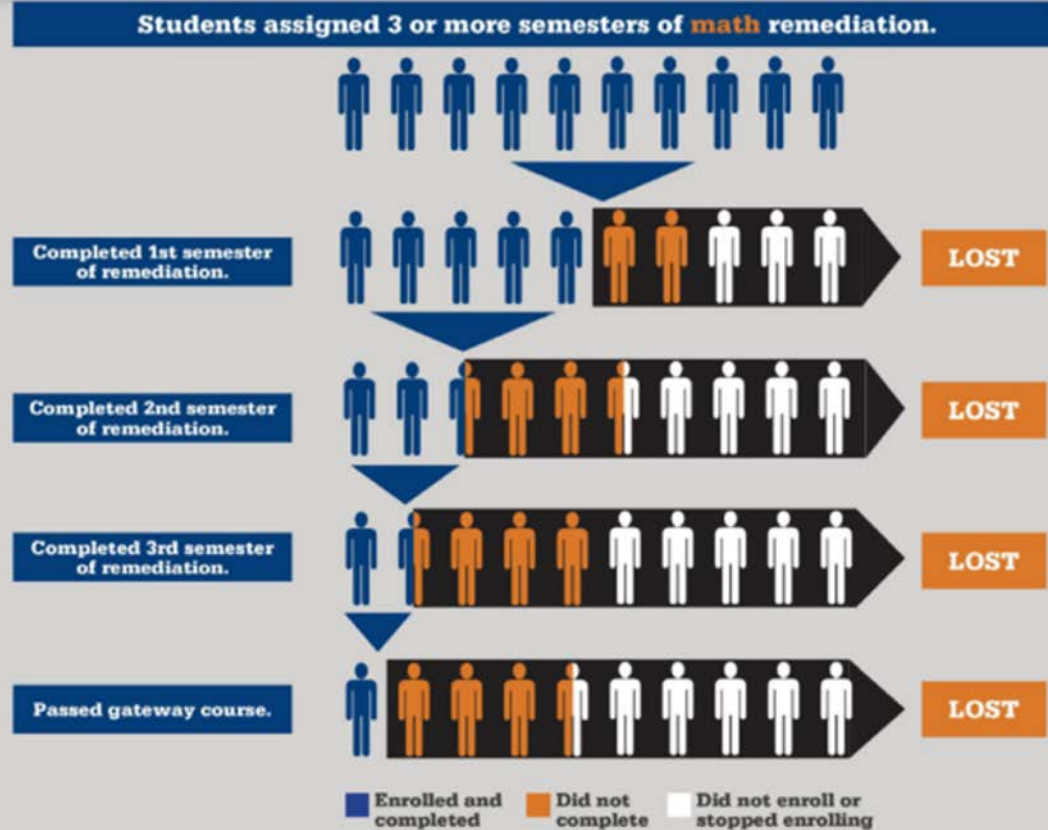 Students assigned 3 or more semesters of math remediation.
Completed 1st semester
of remediation.
LOST
Completed 2nd semester
of remediation.
LOST
Completed 3rd semester
of remediation.
LOST
Passed gateway course.
LOST
Enrolled and
completed
Did not
complete
Did not enroll or
stopped enrolling